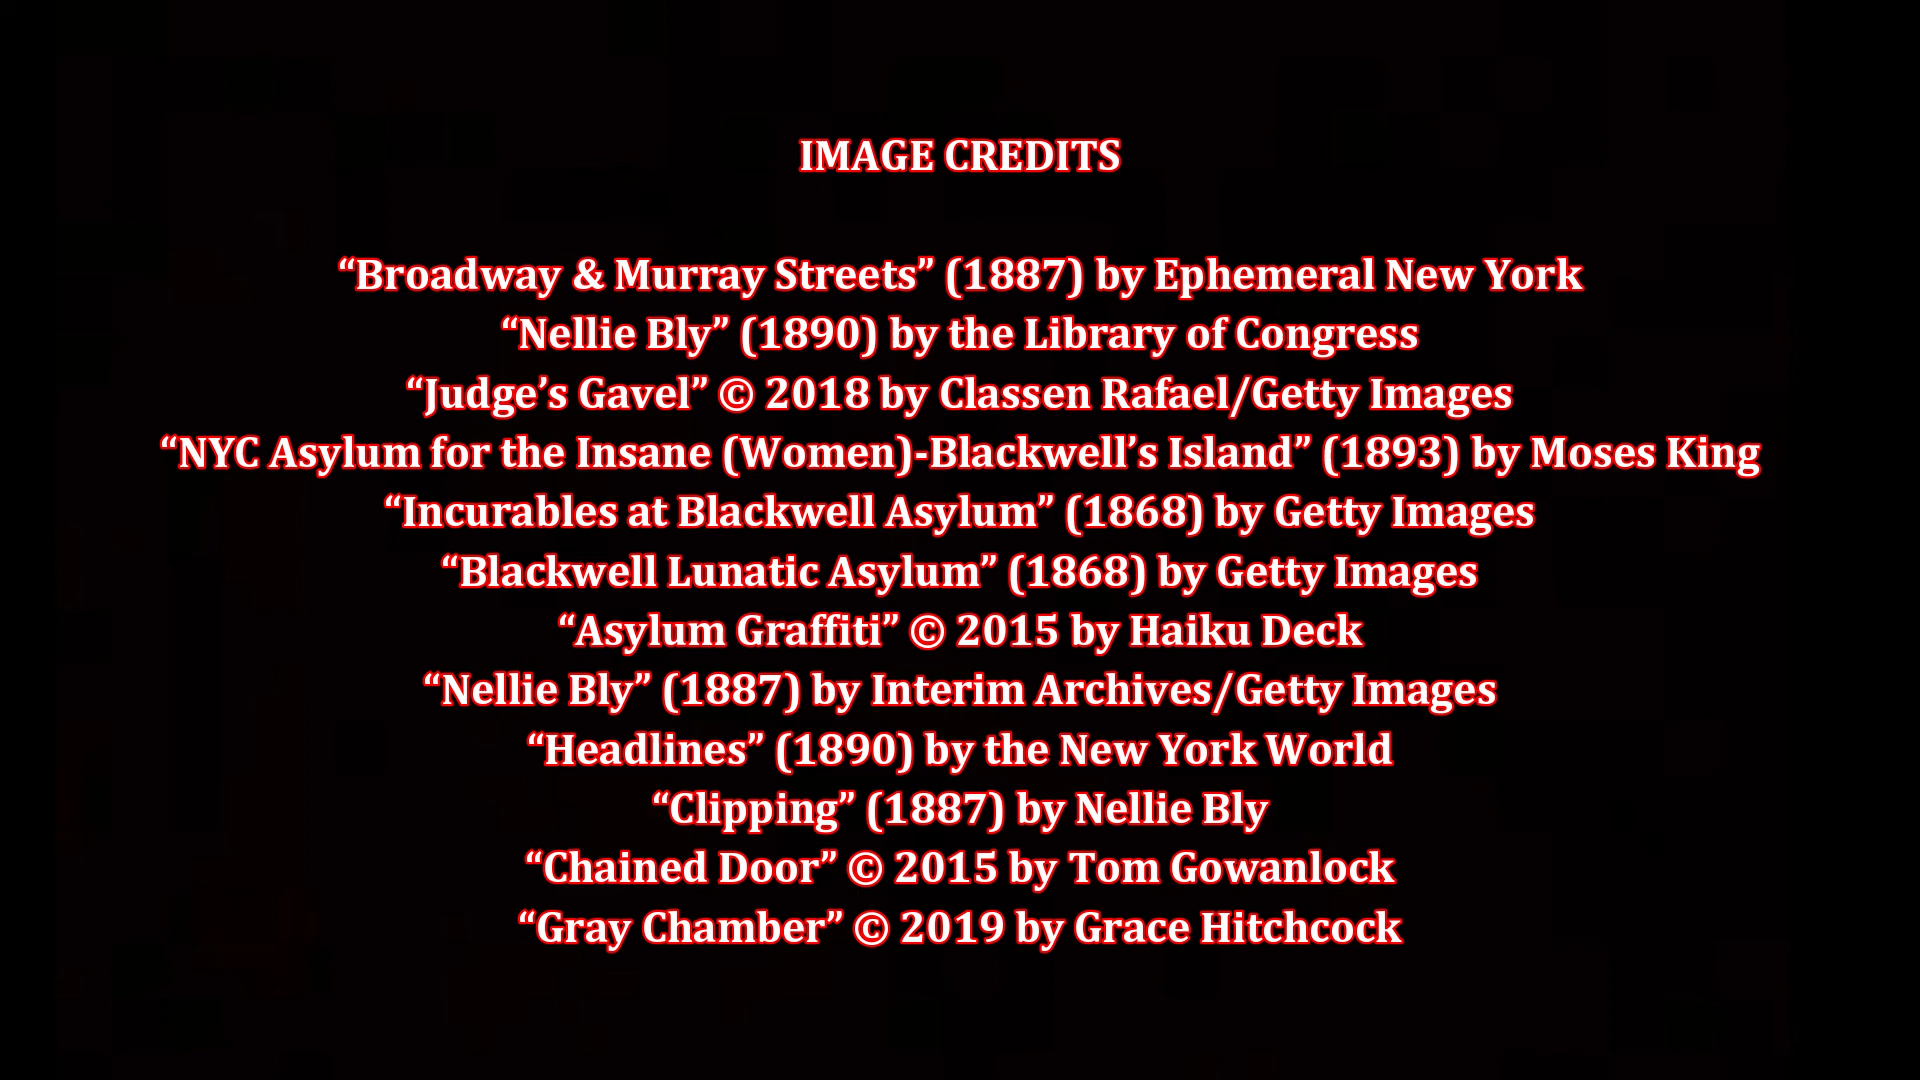 IMAGE CREDITS
“Broadway & Murray Streets” (1887) by Ephemeral New York
“Nellie Bly” (1890) by the Library of Congress
“Judge’s Gavel” © 2018 by Classen Rafael/Getty Images
“NYC Asylum for the Insane (Women)-Blackwell’s Island” (1893) by Moses King
“Incurables at Blackwell Asylum” (1868) by Getty Images
“Blackwell Lunatic Asylum” (1868) by Getty Images
“Asylum Graffiti” © 2015 by Haiku Deck
“Nellie Bly” (1887) by Interim Archives/Getty Images
“Headlines” (1890) by the New York World
“Clipping” (1887) by Nellie Bly
“Chained Door” © 2015 by Tom Gowanlock
“Gray Chamber” © 2019 by Grace Hitchcock